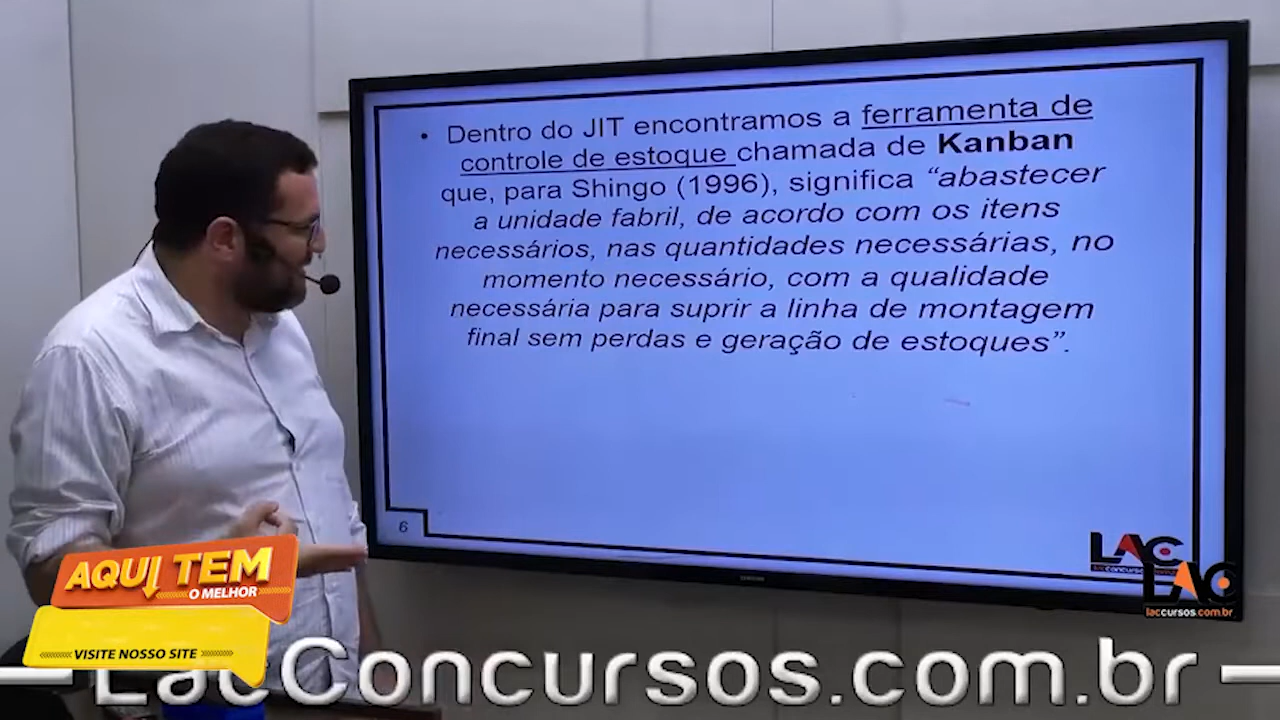 • Dentro do JIT encontramos a ferramenta de
controle de estoque chamada de Kanban
que, para Shingo (1996), significa “abastecer
a unidade fabril, de acordo com os itens
necessários, nas quantidades necessárias, no
momento necessário, com a qualidade
necessária para suprir a linha de montagem
final sem perdas e geração de estoques”.
6
LAC
LAC
laccursos.com.br
AQUI TEM
O MELHOR
VISITE NOSSO SITE
LacConcursos.com.br